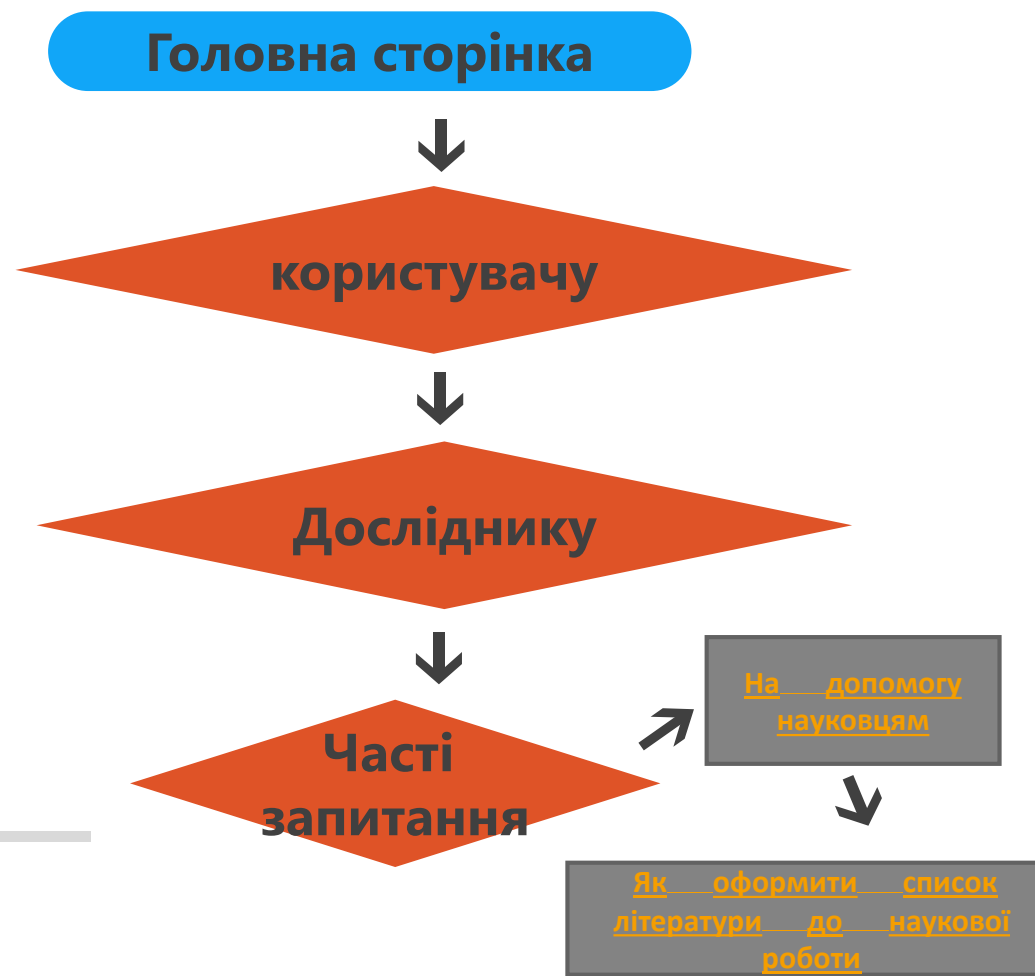 Головна сторінка
користувачу
Досліднику
Часті
запитання
На допомогу
науковцям
Як оформити список
літератури до наукової
роботи